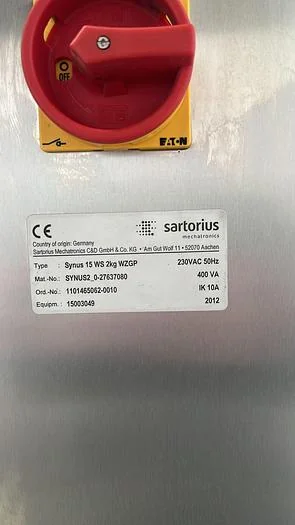 OFF
EATON
CE
sartorius
mechatronics
Country of origin: Germany
Sartorius Mechatronics C&D GmbH & Co. KG • Am Gut Wolf 11 • 52070 Aachen
Type : Synus 15 WS 2kg WZGP 230VAC 50Hz
Mat.-No.: SYNUS2_0-27637080 400 VA
Ord.-No.: 1101465062-0010 IK 10A
Equipm.: 15003049 2012